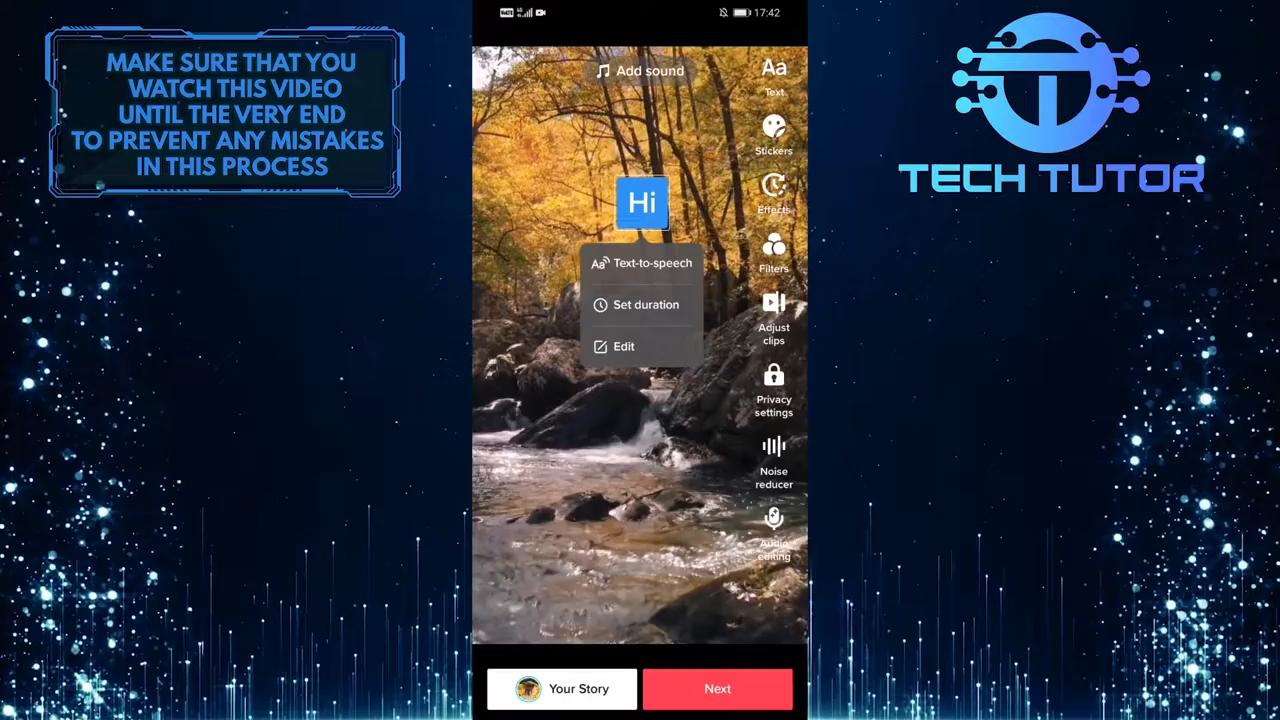 MAKE SURE THAT YOU
WATCH THIS VIDEO
UNTIL THE VERY END
TO PREVENT ANY MISTAKES
IN THIS PROCESS
17:42
Add sound
Aa
Text
Stickers
Effects
Filters
Adjust
clips
Privacy
settings
Noise
reducer
Audio
editing
Hi
Text-to-speech
Set duration
Edit
Your Story
Next
TECH TUTOR